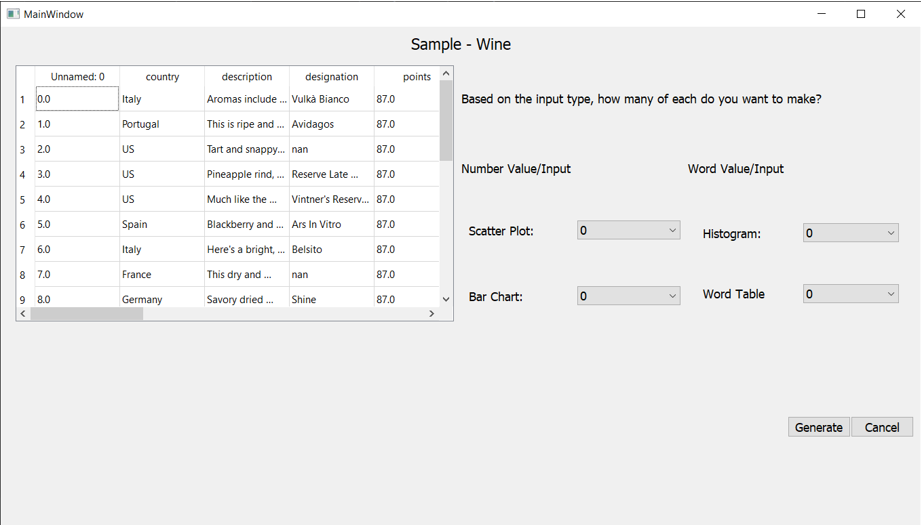 MainWindow
Sample - Wine
Unnamed: 0 country description designation points
1 0.0 Italy Aromas include ... Vulkà Bianco 87.0
2 1.0 Portugal This is ripe and ... Avidagos 87.0
3 2.0 US Tart and snappy... nan 87.0
4 3.0 US Pineapple rind, ... Reserve Late ... 87.0
5 4.0 US Much like the ... Vintner's Reserv... 87.0
6 5.0 Spain Blackberry and ... Ars In Vitro 87.0
7 6.0 Italy Here's a bright, ... Belsito 87.0
8 7.0 France This dry and ... nan 87.0
9 8.0 Germany Savory dried ... Shine 87.0
Based on the input type, how many of each do you want to make?
Number Value/Input Word Value/Input
Scatter Plot: 0 Histogram: 0
Bar Chart: 0 Word Table 0
Generate Cancel